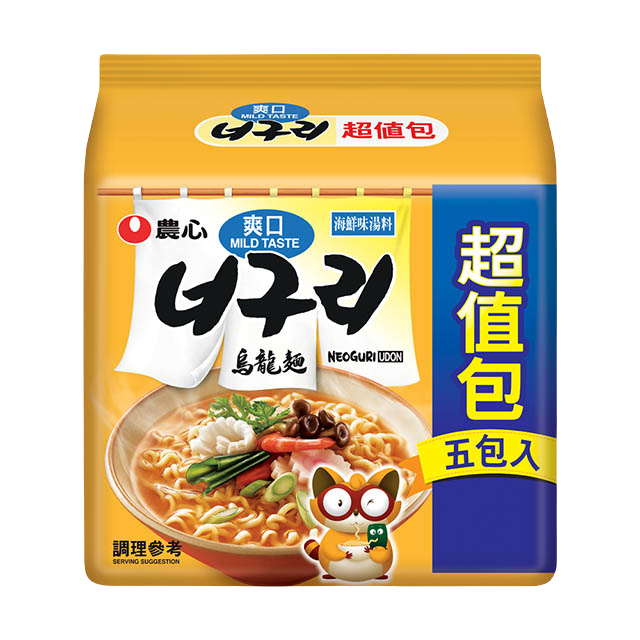 爽口
MILD TASTE
너구리 超值包
農心
爽口
MILD TASTE
海鮮味湯料
너구리
烏龍麵
NEOGURI UDON
超值包
五包入
調理參考
SERVING SUGGESTION